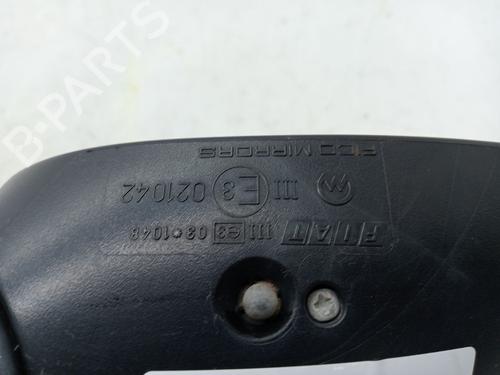 FIAT III e3 03*1048
III E3 021042
FICO MIRRORS
B-PARTS